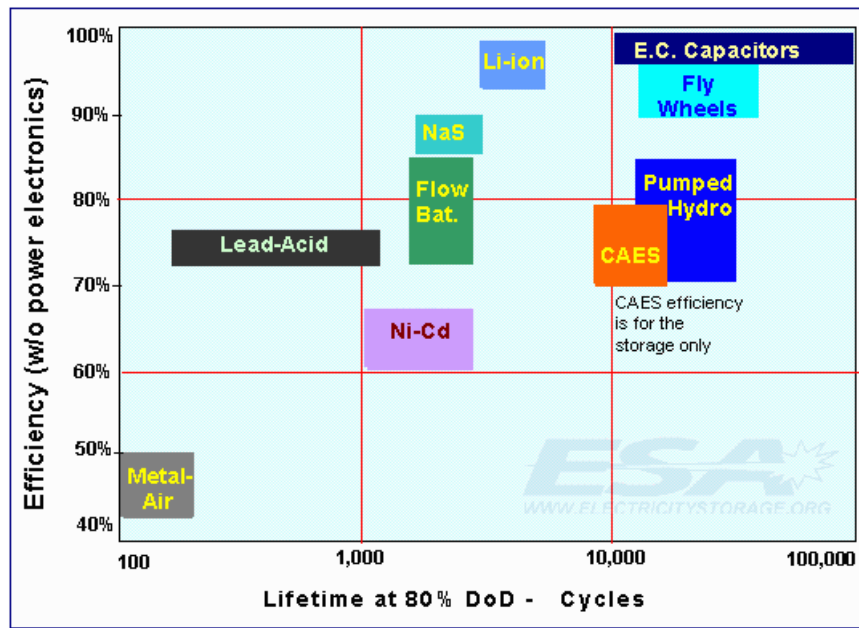 100%
90%
80%
70%
60%
50%
40%
Efficiency (w/o power electronics)
E.C. Capacitors
Li-ion
Fly
Wheels
NaS
Flow
Bat.
Pumped
Hydro
Lead-Acid
CAES
CAES efficiency
is for the
storage only
Ni-Cd
Metal-
Air
ESA
WWW.ELECTRICITYSTORAGE.ORG
100
1,000
10,000
100,000
Lifetime at 80% DoD - Cycles